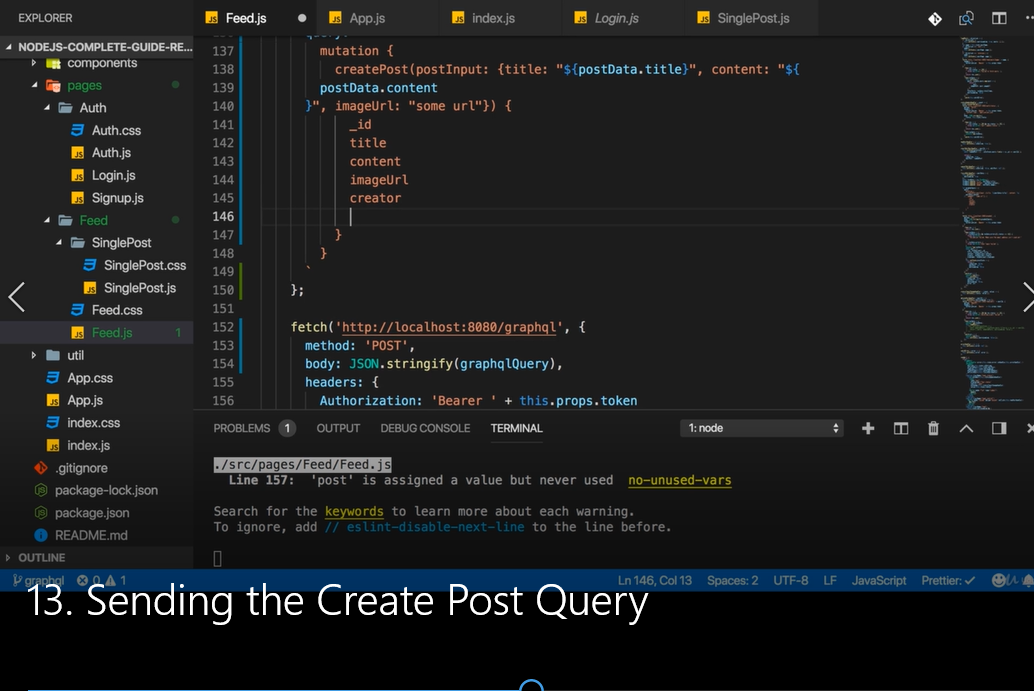 EXPLORER
NODEJS-COMPLETE-GUIDE-RE...
components
pages
Auth
Auth.css
Auth.js
Login.js
Signup.js
Feed
SinglePost
SinglePost.css
SinglePost.js
Feed.css
Feed.js 1
util
App.css
App.js
index.css
index.js
.gitignore
package-lock.json
package.json
README.md
OUTLINE
Feed.js App.js index.js Login.js SinglePost.js
137 mutation {
138 createPost(postInput: {title: "${postData.title}", content: "${
139 postData.content
140 }", imageUrl: "some url"}) {
141 _id
142 title
143 content
144 imageUrl
145 creator
146
147 }
148 }
149 `
150 };
151
152 fetch('http://localhost:8080/graphql', {
153 method: 'POST',
154 body: JSON.stringify(graphqlQuery),
155 headers: {
156 Authorization: 'Bearer ' + this.props.token
PROBLEMS 1 OUTPUT DEBUG CONSOLE TERMINAL 1: node
./src/pages/Feed/Feed.js
Line 157: 'post' is assigned a value but never used no-unused-vars
Search for the keywords to learn more about each warning.
To ignore, add // eslint-disable-next-line to the line before.
graphql 0 1 Ln 146, Col 13 Spaces: 2 UTF-8 LF JavaScript Prettier: ✓
13. Sending the Create Post Query